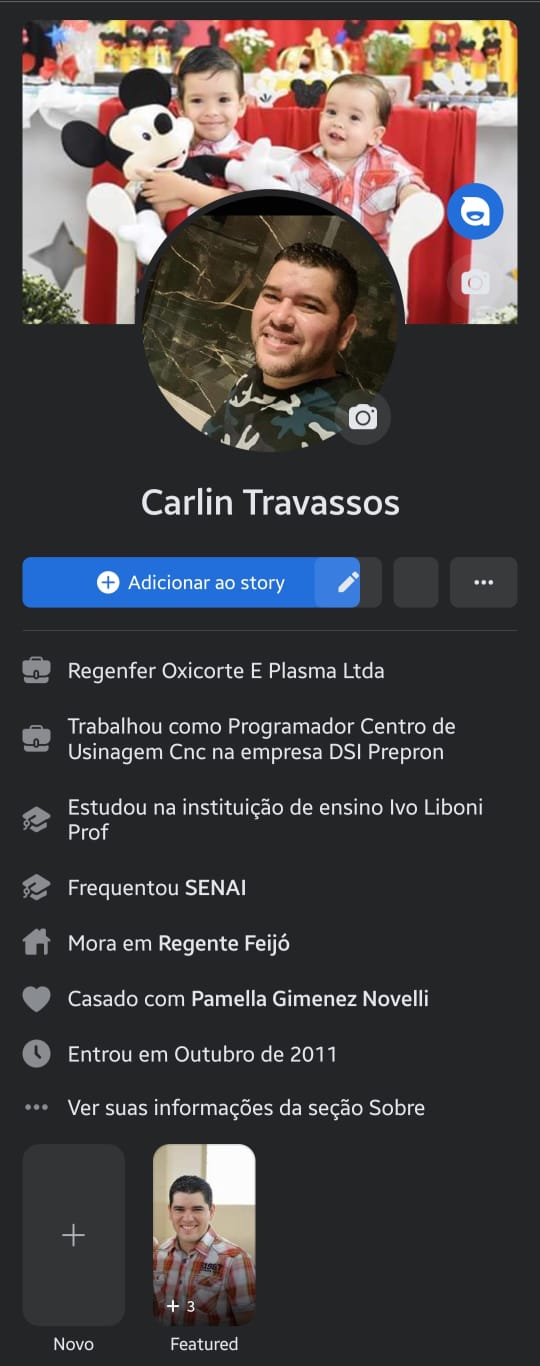 Carlin Travassos
Adicionar ao story
Regenfer Oxicorte E Plasma Ltda
Trabalhou como Programador Centro de
Usinagem Cnc na empresa DSI Prepron
Estudou na instituição de ensino Ivo Liboni
Prof
Frequentou SENAI
Mora em Regente Feijó
Casado com Pamella Gimenez Novelli
Entrou em Outubro de 2011
Ver suas informações da seção Sobre
+ 3
Novo
Featured